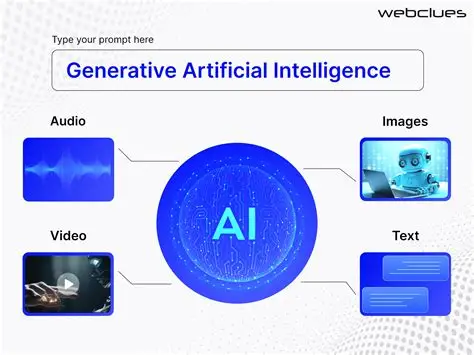 webclues
Type your prompt here
Generative Artificial Intelligence
Audio
Images
AI
Video
Text